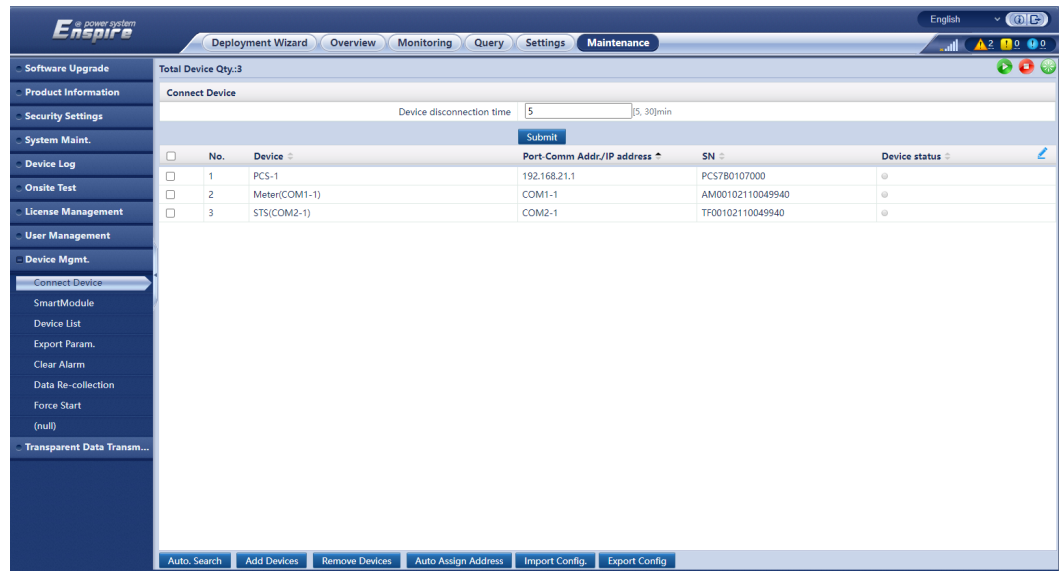 Enspire e power system
English
Deployment Wizard Overview Monitoring Query Settings Maintenance
2 0 0
Software Upgrade
Product Information
Security Settings
System Maint.
Device Log
Onsite Test
License Management
User Management
Device Mgmt.
Connect Device
SmartModule
Device List
Export Param.
Clear Alarm
Data Re-collection
Force Start
(null)
Transparent Data Transm...
Total Device Qty.:3
Connect Device
Device disconnection time 5 [5, 30]min
Submit
No. Device Port-Comm Addr./IP address SN Device status
1 PCS-1 192.168.21.1 PCS7B0107000
2 Meter(COM1-1) COM1-1 AM00102110049940
3 STS(COM2-1) COM2-1 TF00102110049940
Auto. Search Add Devices Remove Devices Auto Assign Address Import Config. Export Config